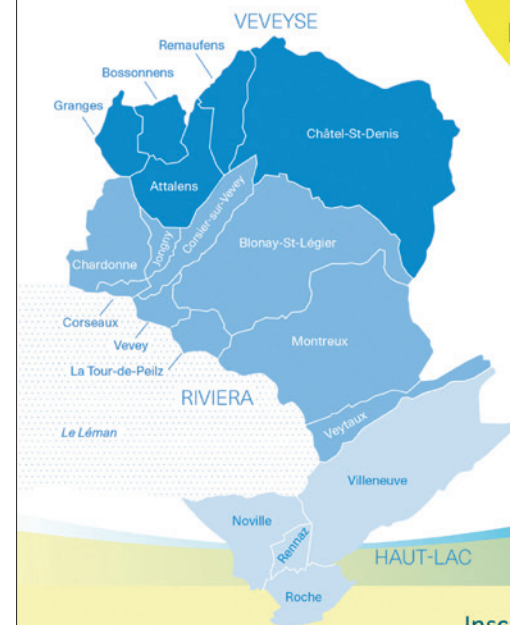 VEVEYSE
Remaufens
Bossonnens
Granges
Châtel-St-Denis
Attalens
Corsier-sur-Vevey
Jongny
Blonay-St-Légier
Chardonne
Corseaux
Vevey
Montreux
La Tour-de-Peilz
RIVIERA
Veytaux
Le Léman
Villeneuve
Noville
Rennaz
HAUT-LAC
Roche